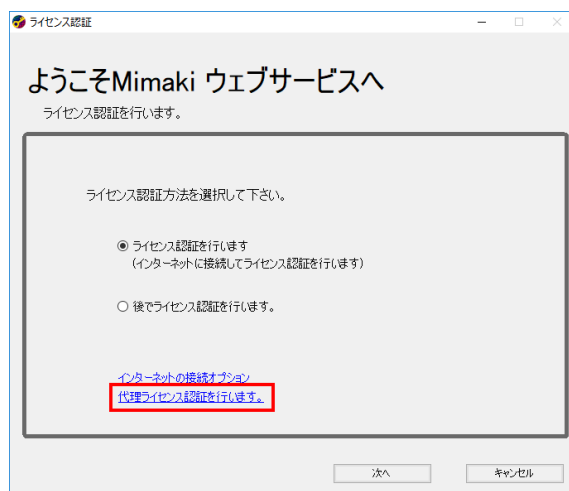 ライセンス認証
ようこそMimaki ウェブサービスへ
ライセンス認証を行います。
ライセンス認証方法を選択して下さい。
ライセンス認証を行います
(インターネットに接続してライセンス認証を行います)
後でライセンス認証を行います。
インターネットの接続オプション
代理ライセンス認証を行います。
次へ
キャンセル